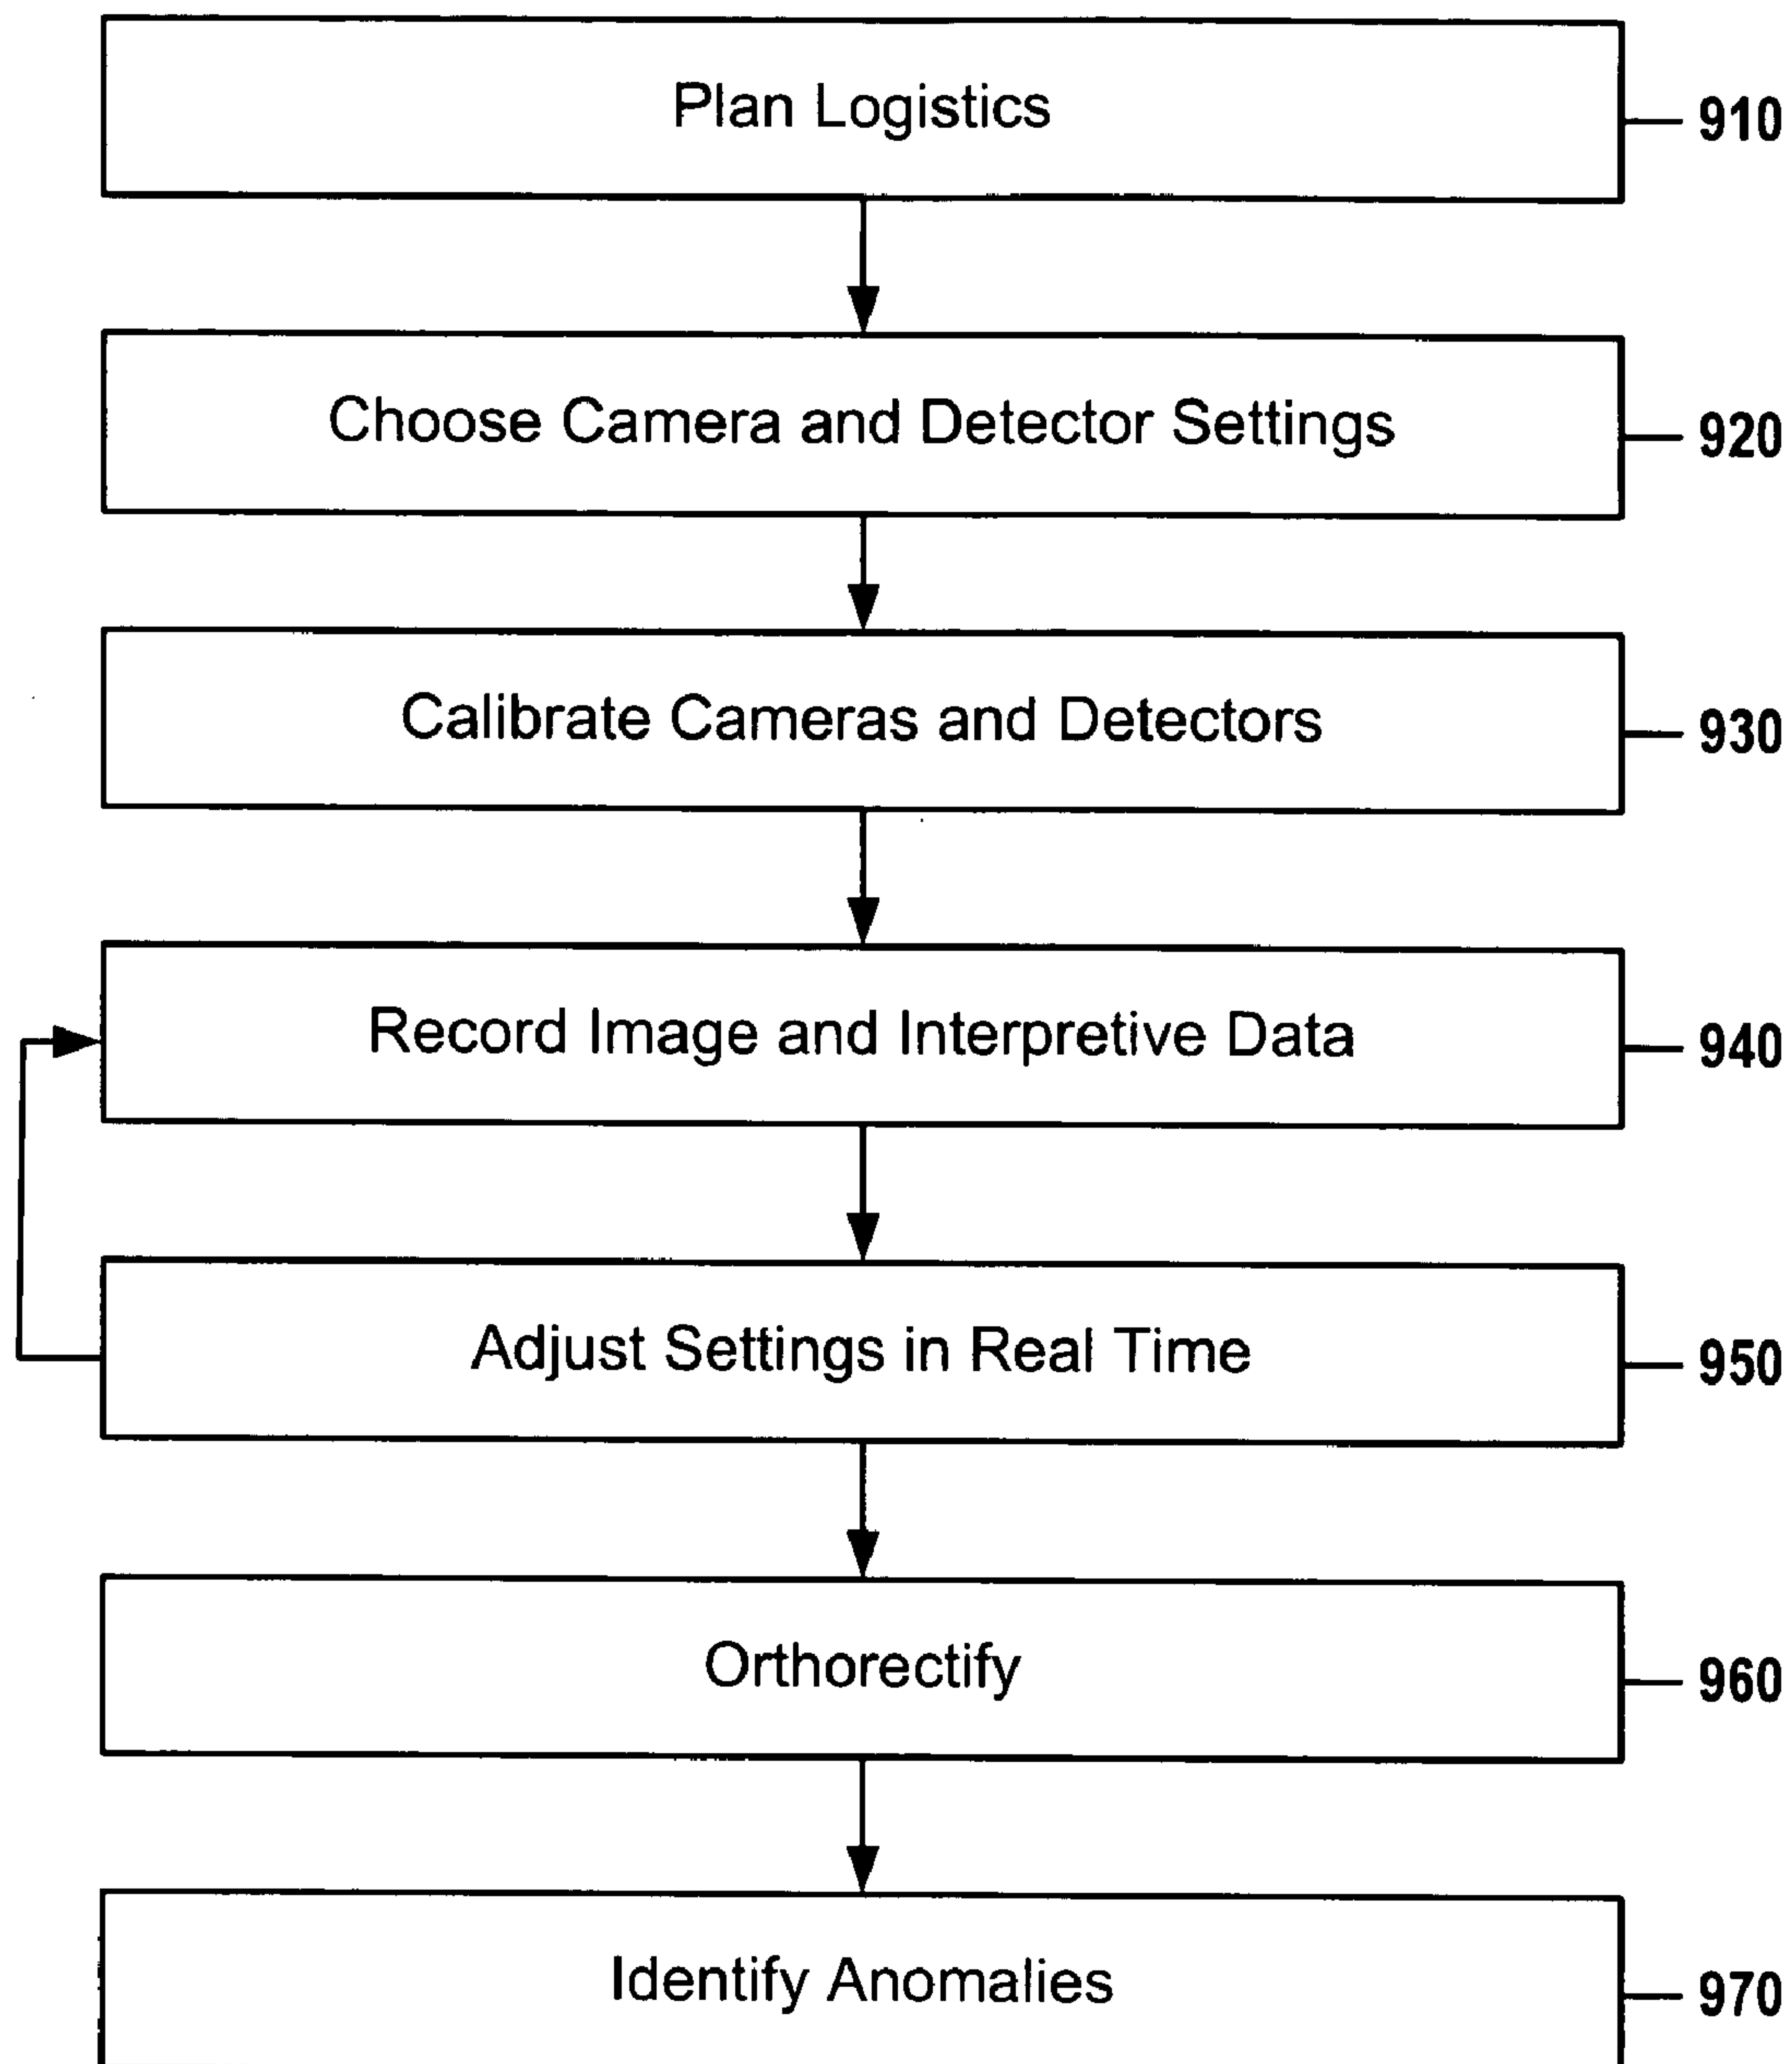 Plan Logistics
910
Choose Camera and Detector Settings
920
Calibrate Cameras and Detectors
930
Record Image and Interpretive Data
940
Adjust Settings in Real Time
950
Orthorectify
960
Identify Anomalies
970